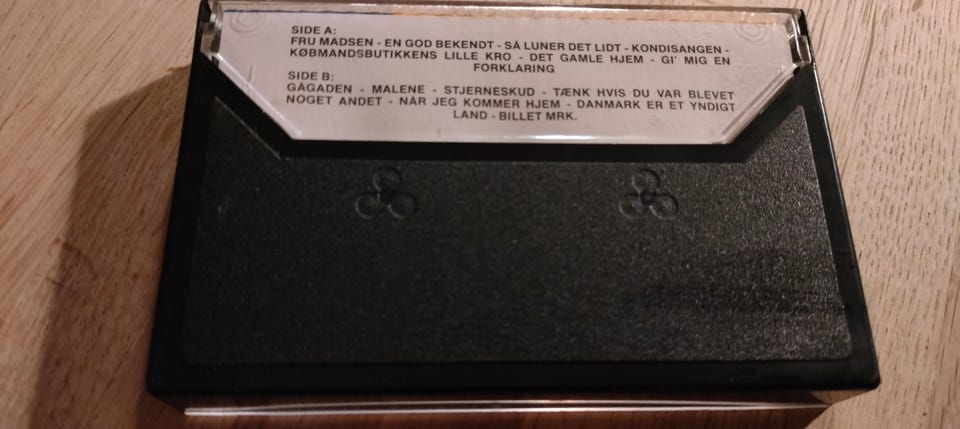 SIDE A:
FRU MADSEN - EN GOD BEKENDT - SÅ LUNER DET LIDT - KONDISANGEN -
KØBMANDSBUTIKKENS LILLE KRO - DET GAMLE HJEM - GI' MIG EN
FORKLARING
SIDE B:
GÅGADEN - MALENE - STJERNESKUD - TÆNK HVIS DU VAR BLEVET
NOGET ANDET - NÅR JEG KOMMER HJEM - DANMARK ER ET YNDIGT
LAND - BILLET MRK.